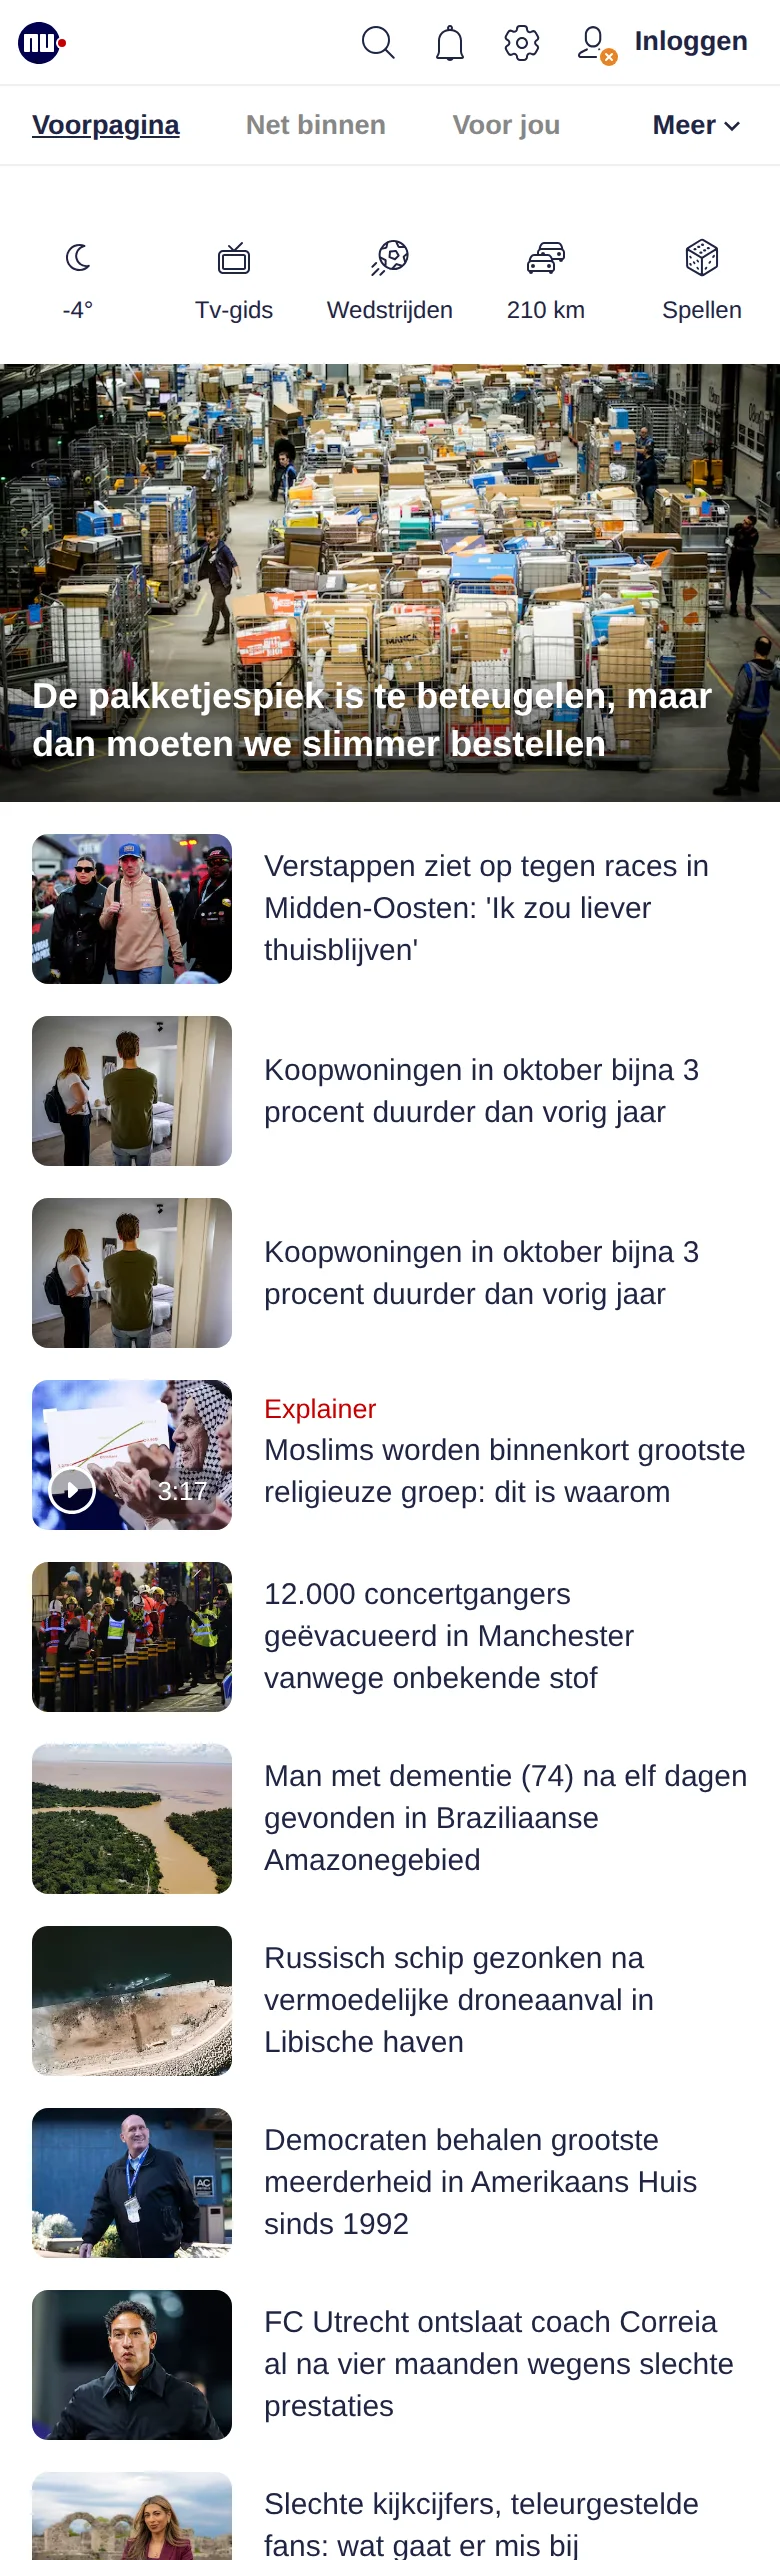 nu
Inloggen
Voorpagina
Net binnen
Voor jou
Meer
-4°
Tv-gids
Wedstrijden
210 km
Spellen
De pakketjespiek is te beteugelen, maar
dan moeten we slimmer bestellen
Verstappen ziet op tegen races in
Midden-Oosten: 'Ik zou liever
thuisblijven'
Koopwoningen in oktober bijna 3
procent duurder dan vorig jaar
Koopwoningen in oktober bijna 3
procent duurder dan vorig jaar
3:17
Explainer
Moslims worden binnenkort grootste
religieuze groep: dit is waarom
12.000 concertgangers
geëvacueerd in Manchester
vanwege onbekende stof
Man met dementie (74) na elf dagen
gevonden in Braziliaanse
Amazonegebied
Russisch schip gezonken na
vermoedelijke droneaanval in
Libische haven
AC
Democraten behalen grootste
meerderheid in Amerikaans Huis
sinds 1992
FC Utrecht ontslaat coach Correia
al na vier maanden wegens slechte
prestaties
Slechte kijkcijfers, teleurgestelde
fans: wat gaat er mis bij